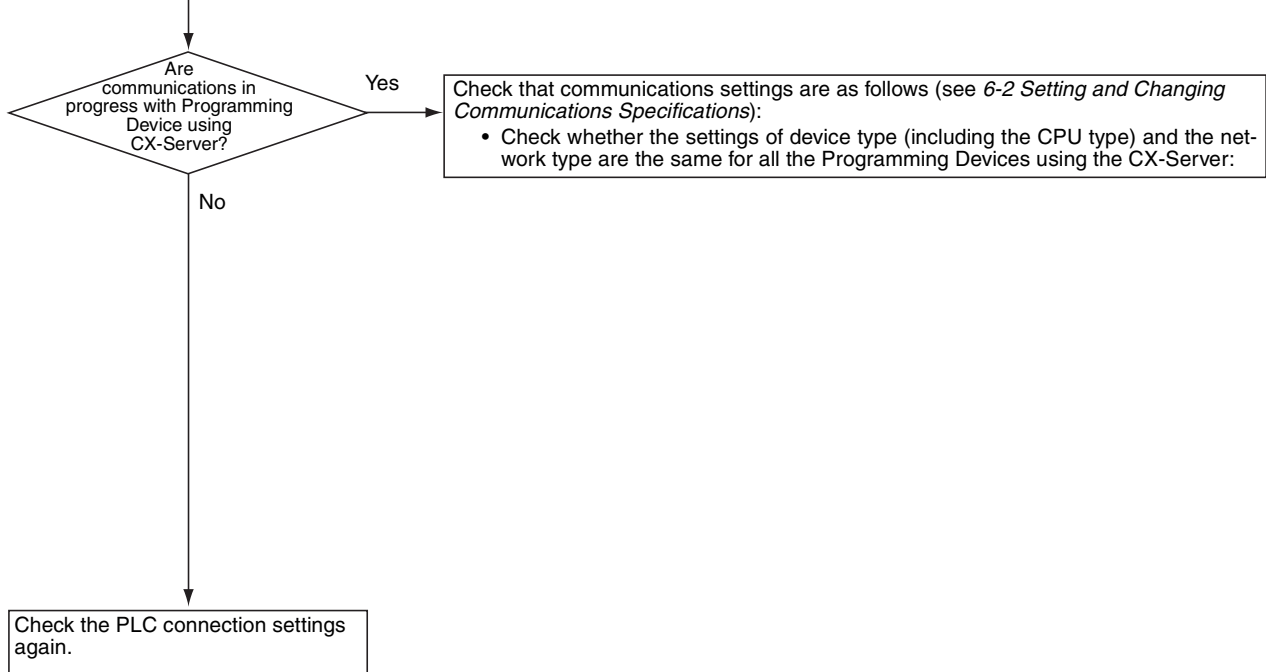 Are
communications in
progress with Programming
Device using
CX-Server?
Yes
Check that communications settings are as follows (see 6-2 Setting and Changing
Communications Specifications):
• Check whether the settings of device type (including the CPU type) and the net-
work type are the same for all the Programming Devices using the CX-Server:
No
Check the PLC connection settings
again.